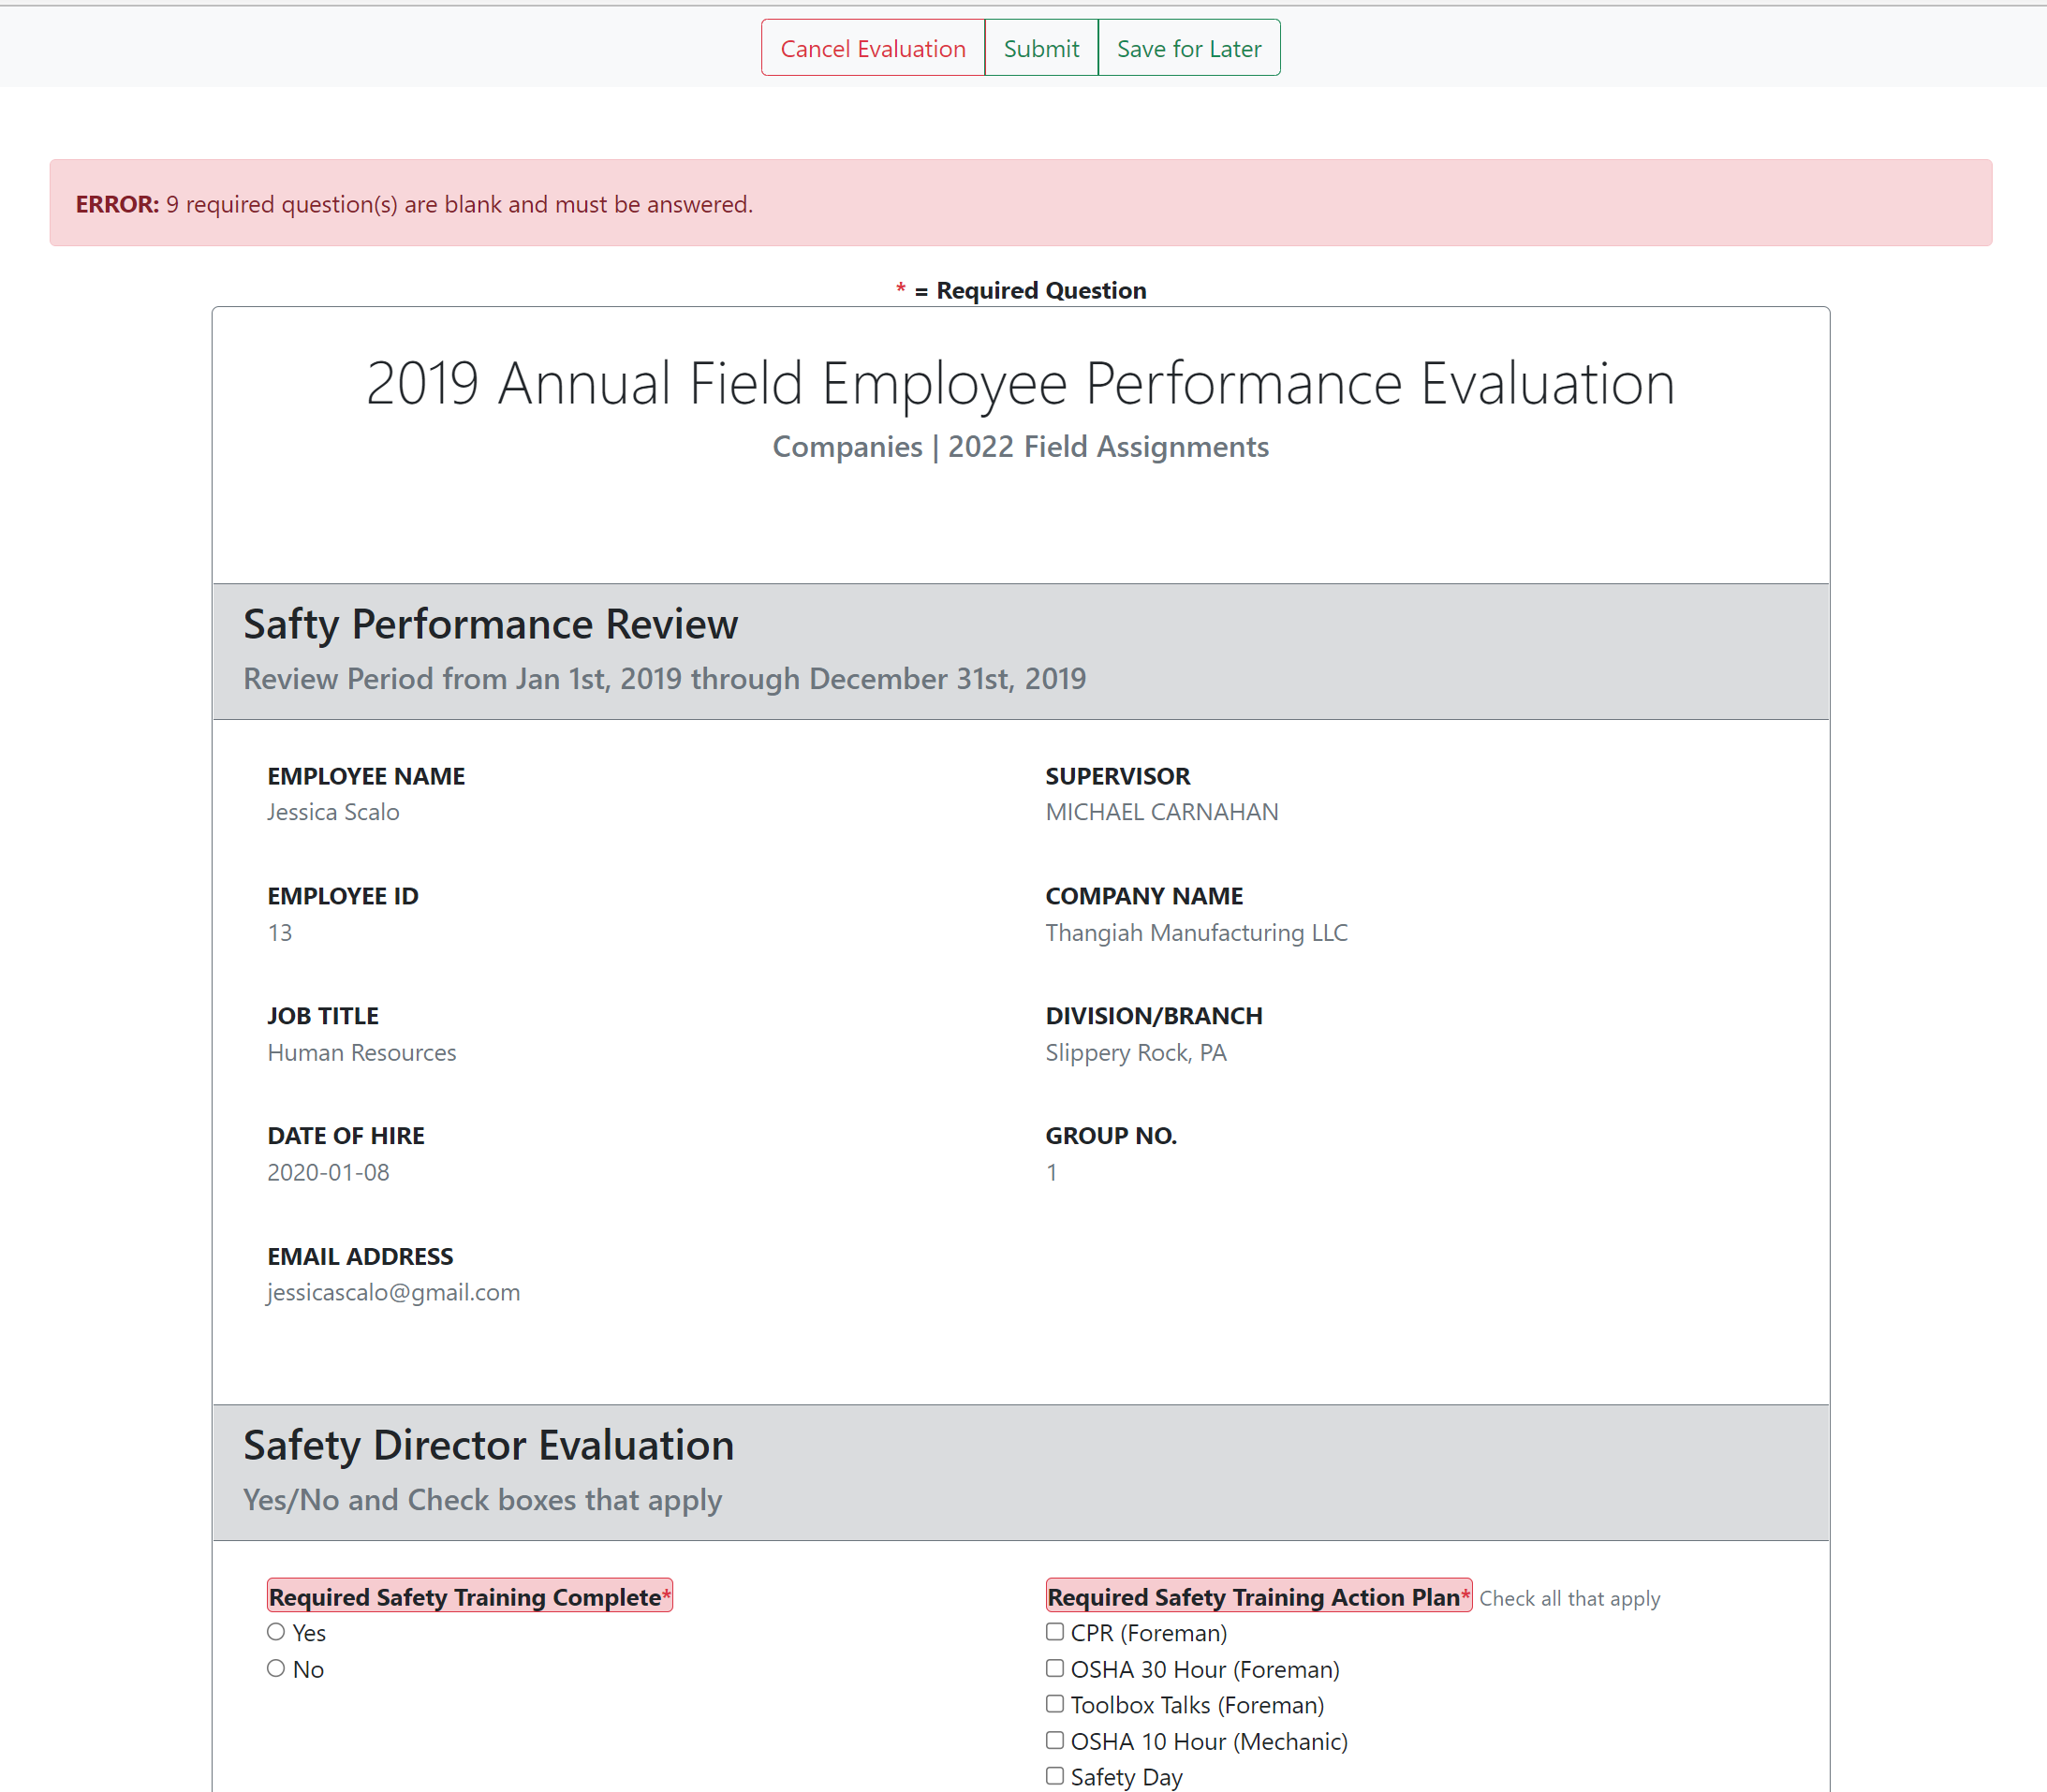 Cancel Evaluation Submit Save for Later
ERROR: 9 required question(s) are blank and must be answered.
* = Required Question
2019 Annual Field Employee Performance Evaluation
Companies | 2022 Field Assignments
Safty Performance Review
Review Period from Jan 1st, 2019 through December 31st, 2019
EMPLOYEE NAME
Jessica Scalo
SUPERVISOR
MICHAEL CARNAHAN
EMPLOYEE ID
13
COMPANY NAME
Thangiah Manufacturing LLC
JOB TITLE
Human Resources
DIVISION/BRANCH
Slippery Rock, PA
DATE OF HIRE
2020-01-08
GROUP NO.
1
EMAIL ADDRESS
jessicascalo@gmail.com
Safety Director Evaluation
Yes/No and Check boxes that apply
Required Safety Training Complete*
Yes
No
Required Safety Training Action Plan* Check all that apply
CPR (Foreman)
OSHA 30 Hour (Foreman)
Toolbox Talks (Foreman)
OSHA 10 Hour (Mechanic)
Safety Day